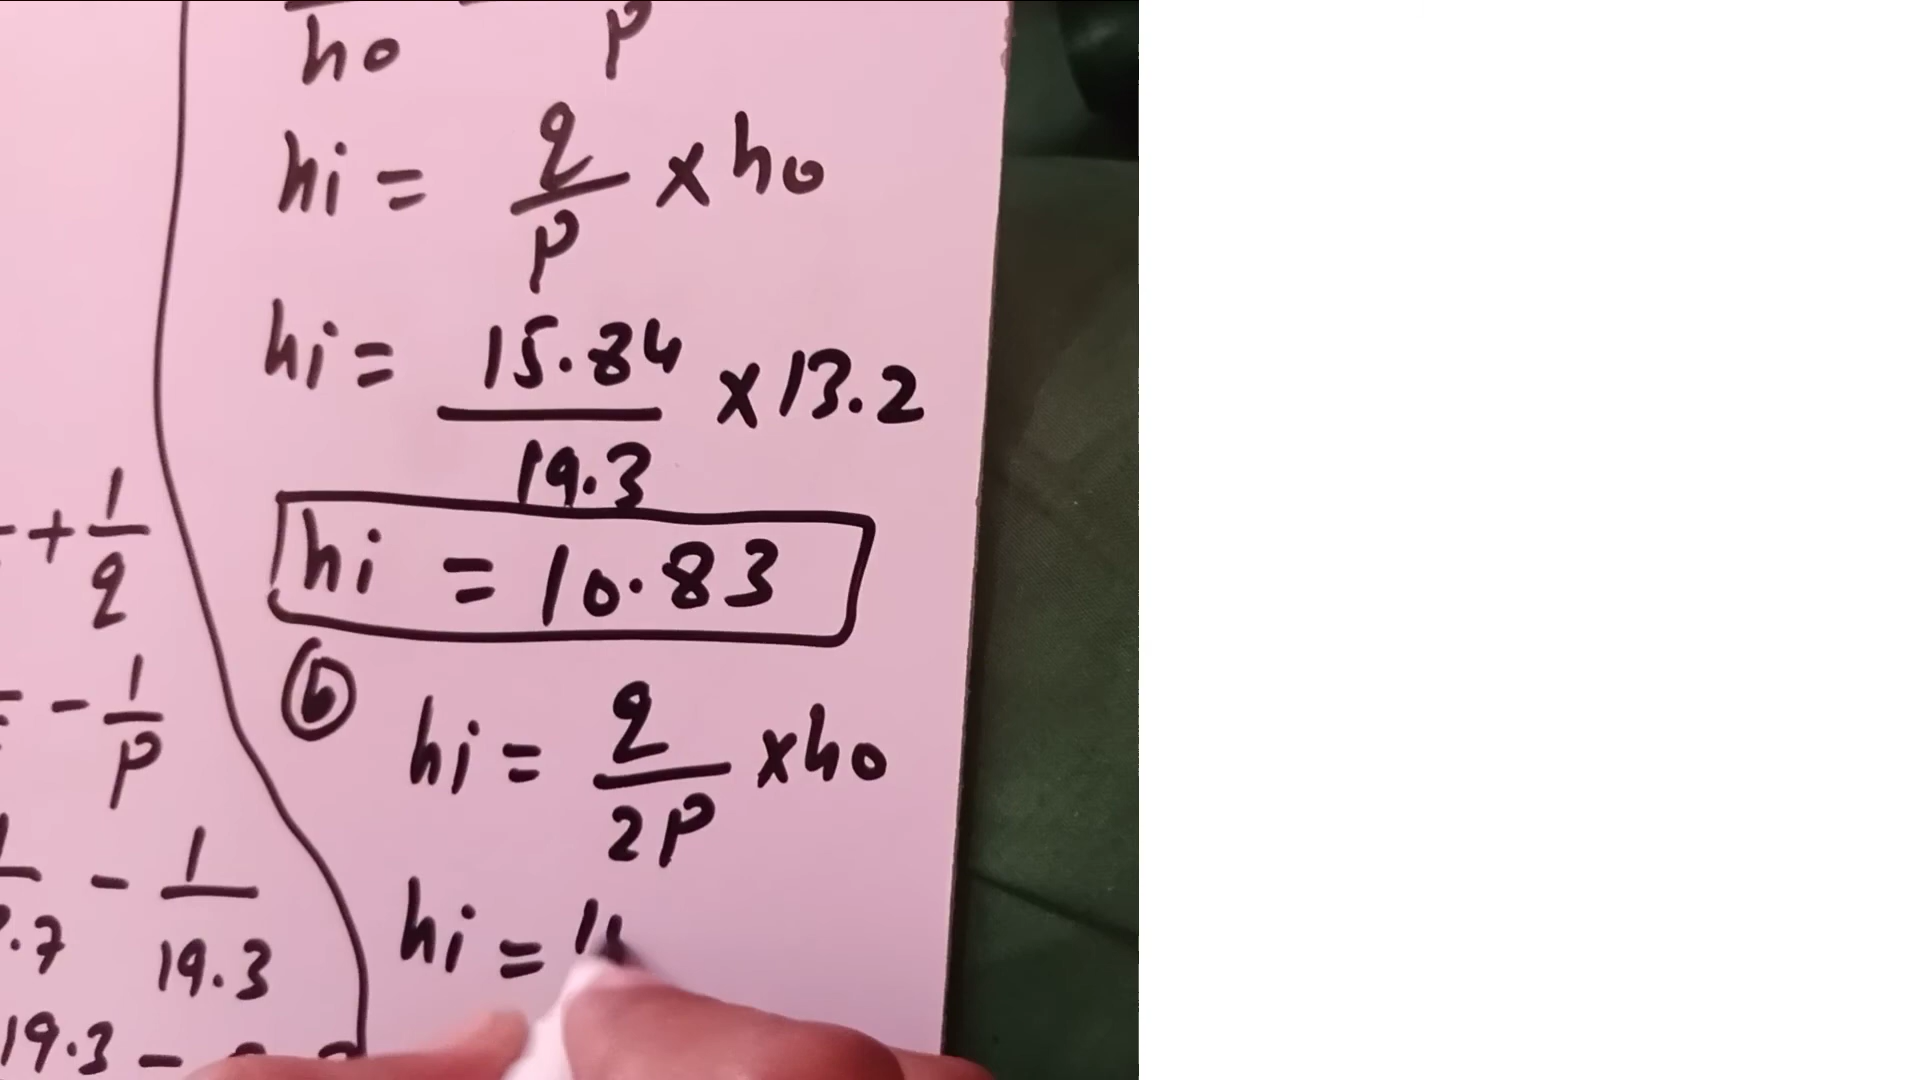 ho p
hi = q/p × ho
hi = 15.84/19.3 × 13.2
hi = 10.83
+ 1/q
b hi = q/2p × ho
- 1/p
hi =
- 1/19.3
19.3 -